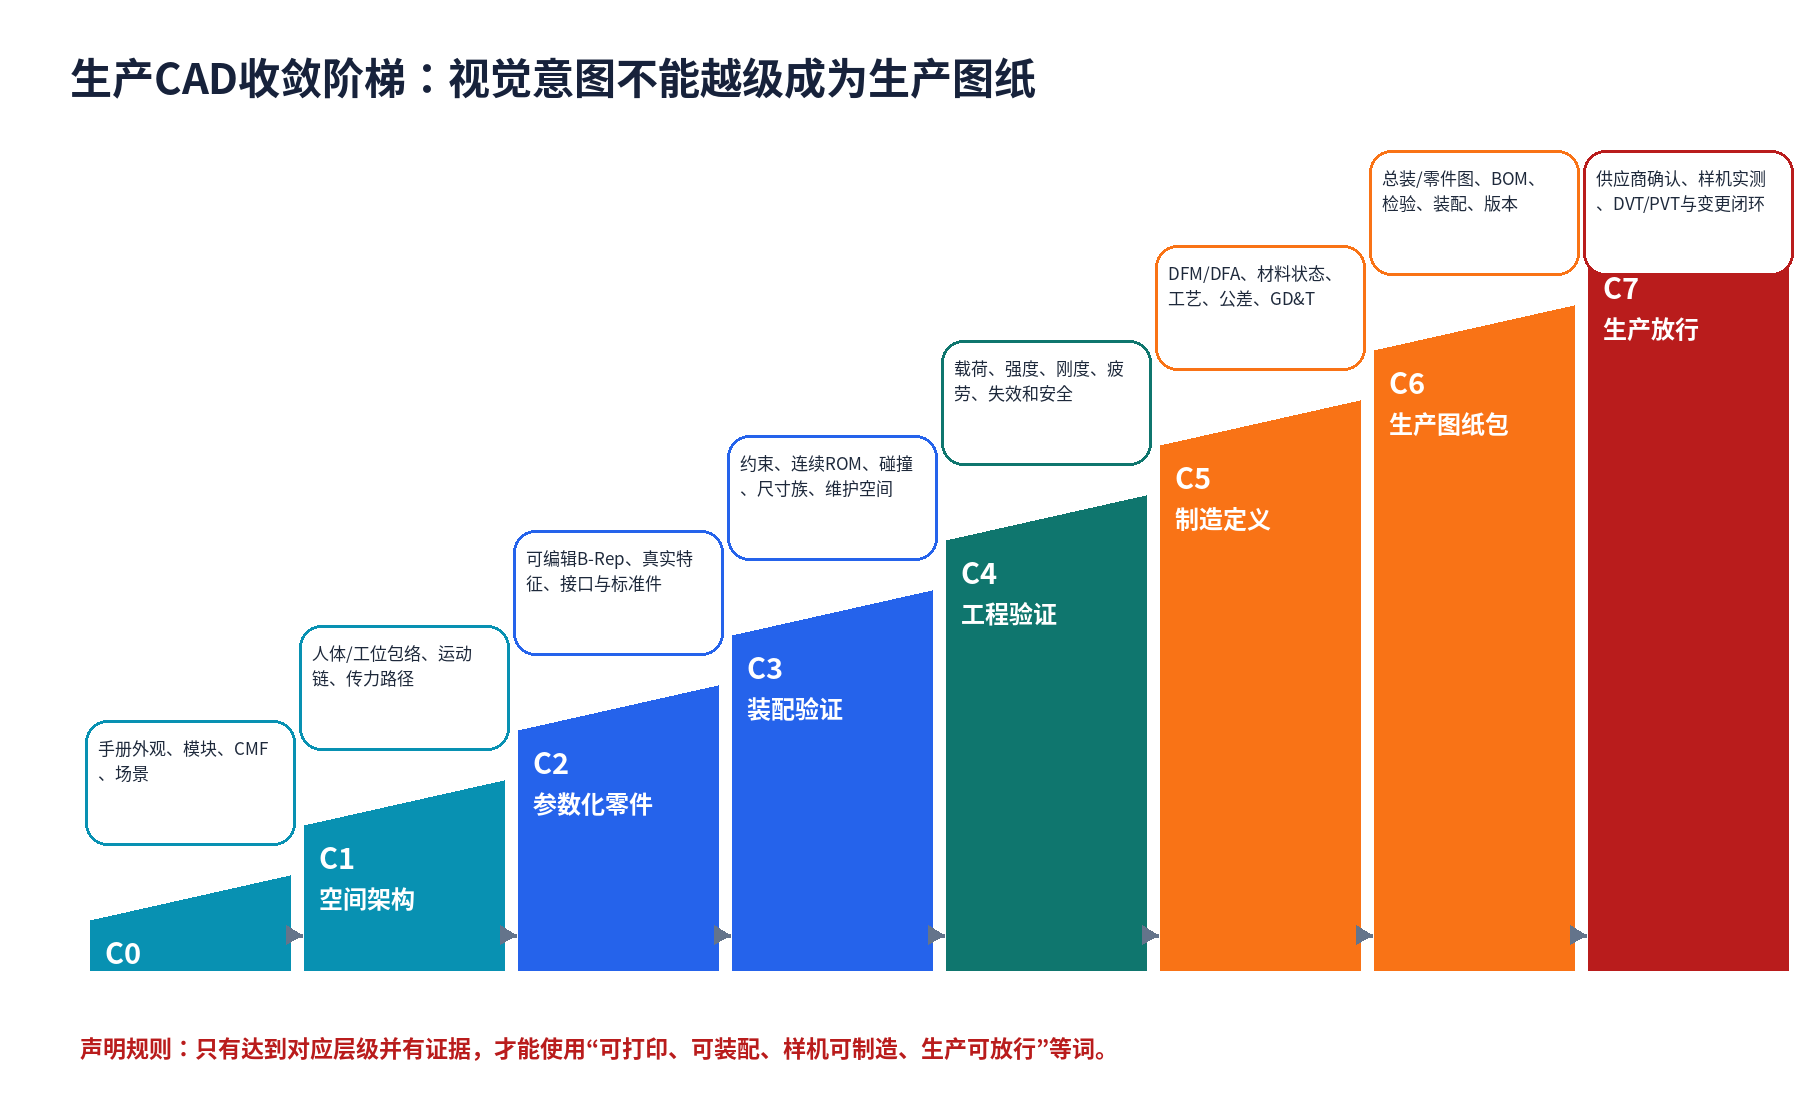 生产CAD收敛阶梯：视觉意图不能越级成为生产图纸
手册外观、模块、CMF
、场景
C0
人体/工位包络、运动
链、传力路径
C1
空间架构
可编辑B-Rep、真实特
征、接口与标准件
C2
参数化零件
约束、连续ROM、碰撞
、尺寸族、维护空间
C3
装配验证
载荷、强度、刚度、疲
劳、失效和安全
C4
工程验证
DFM/DFA、材料状态、
工艺、公差、GD&T
C5
制造定义
总装/零件图、BOM、
检验、装配、版本
C6
生产图纸包
供应商确认、样机实测
、DVT/PVT与变更闭环
C7
生产放行
声明规则：只有达到对应层级并有证据，才能使用“可打印、可装配、样机可制造、生产可放行”等词。